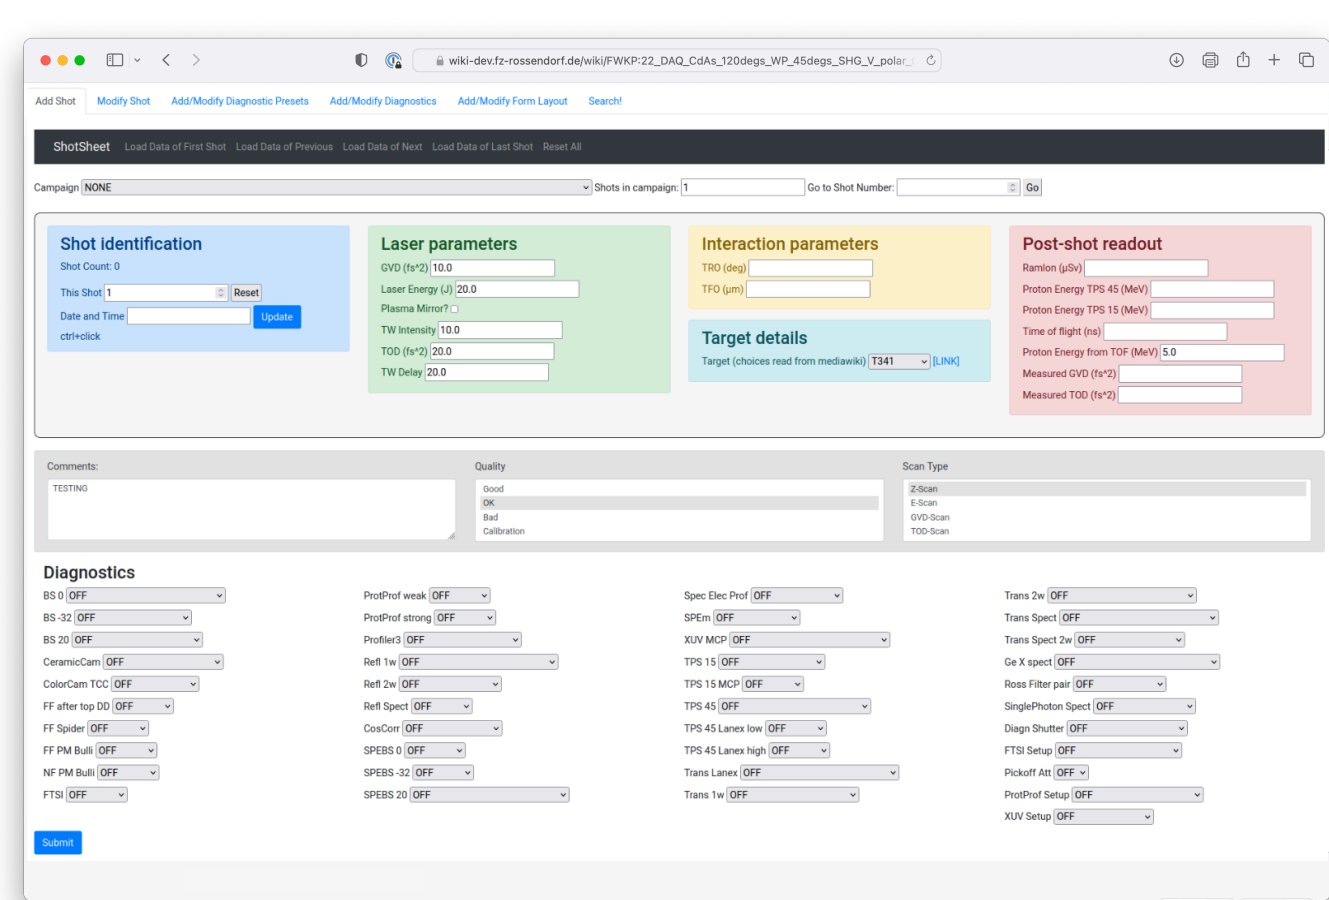 wiki-dev.fz-rossendorf.de/wiki/FWKP:22_DAQ_CdAs_120degs_WP_45degs_SHG_V_polar_
Add Shot Modify Shot Add/Modify Diagnostic Presets Add/Modify Diagnostics Add/Modify Form Layout Search!
ShotSheet Load Data of First Shot Load Data of Previous Load Data of Next Load Data of Last Shot Reset All
Campaign NONE Shots in campaign: 1 Go to Shot Number: Go
Shot identification
Shot Count: 0
This Shot 1 Reset
Date and Time Update
ctrl+click
Laser parameters
GVD (fs^2) 10.0
Laser Energy (J) 20.0
Plasma Mirror?
TW Intensity 10.0
TOD (fs^2) 20.0
TW Delay 20.0
Interaction parameters
TRO (deg)
TFO (µm)
Target details
Target (choices read from mediawiki) T341 [LINK]
Post-shot readout
RamIon (µSv)
Proton Energy TPS 45 (MeV)
Proton Energy TPS 15 (MeV)
Time of flight (ns)
Proton Energy from TOF (MeV) 5.0
Measured GVD (fs^2)
Measured TOD (fs^2)
Comments:
TESTING
Quality
Good
OK
Bad
Calibration
Scan Type
Z-Scan
E-Scan
GVD-Scan
TOD-Scan
Diagnostics
BS 0 OFF
BS -32 OFF
BS 20 OFF
CeramicCam OFF
ColorCam TCC OFF
FF after top DD OFF
FF Spider OFF
FF PM Bulli OFF
NF PM Bulli OFF
FTSI OFF
ProtProf weak OFF
ProtProf strong OFF
Profiler3 OFF
Refl 1w OFF
Refl 2w OFF
Refl Spect OFF
CosCorr OFF
SPEBS 0 OFF
SPEBS -32 OFF
SPEBS 20 OFF
Spec Elec Prof OFF
SPEm OFF
XUV MCP OFF
TPS 15 OFF
TPS 15 MCP OFF
TPS 45 OFF
TPS 45 Lanex low OFF
TPS 45 Lanex high OFF
Trans Lanex OFF
Trans 1w OFF
Trans 2w OFF
Trans Spect OFF
Trans Spect 2w OFF
Ge X spect OFF
Ross Filter pair OFF
SinglePhoton Spect OFF
Diagn Shutter OFF
FTSI Setup OFF
Pickoff Att OFF
ProtProf Setup OFF
XUV Setup OFF
Submit